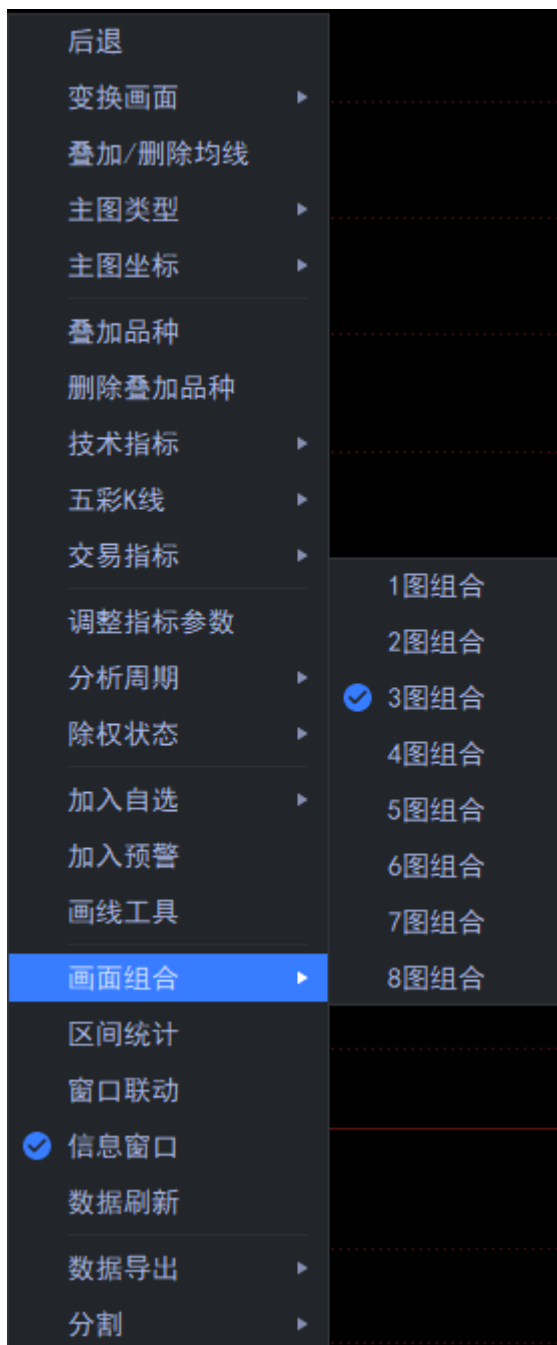 后退
变换画面
叠加/删除均线
主图类型
主图坐标
叠加品种
删除叠加品种
技术指标
五彩K线
交易指标
调整指标参数
分析周期
除权状态
加入自选
加入预警
画线工具
画面组合
区间统计
窗口联动
信息窗口
数据刷新
数据导出
分割
1图组合
2图组合
3图组合
4图组合
5图组合
6图组合
7图组合
8图组合